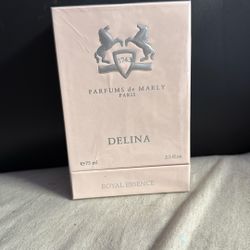 1743
PARFUMS de MARLY
PARIS
DELINA
℮75 ml 2.5 fl.oz
ROYAL ESSENCE